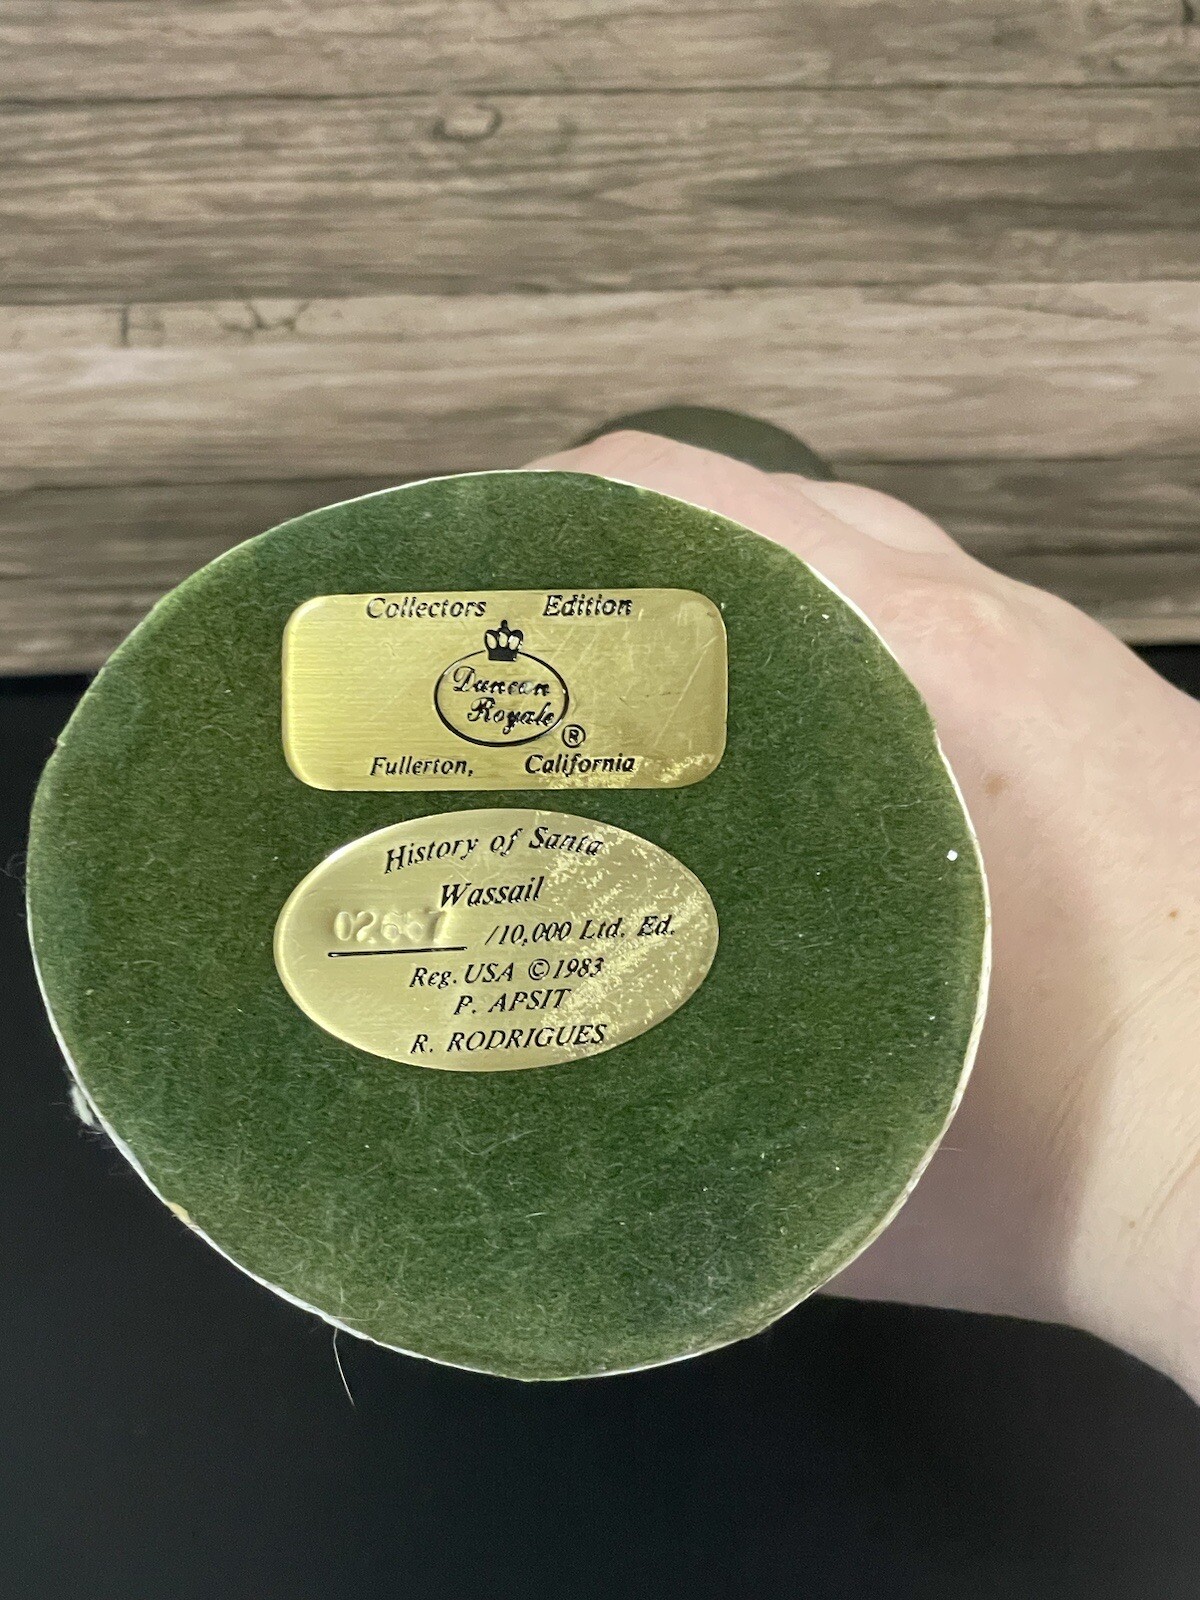 Collectors Edition
Duncan
Royale
®
Fullerton, California
History of Santa
Wassail
02667 /10,000 Ltd. Ed.
Reg. USA ©1983
P. APSIT
R. RODRIGUES